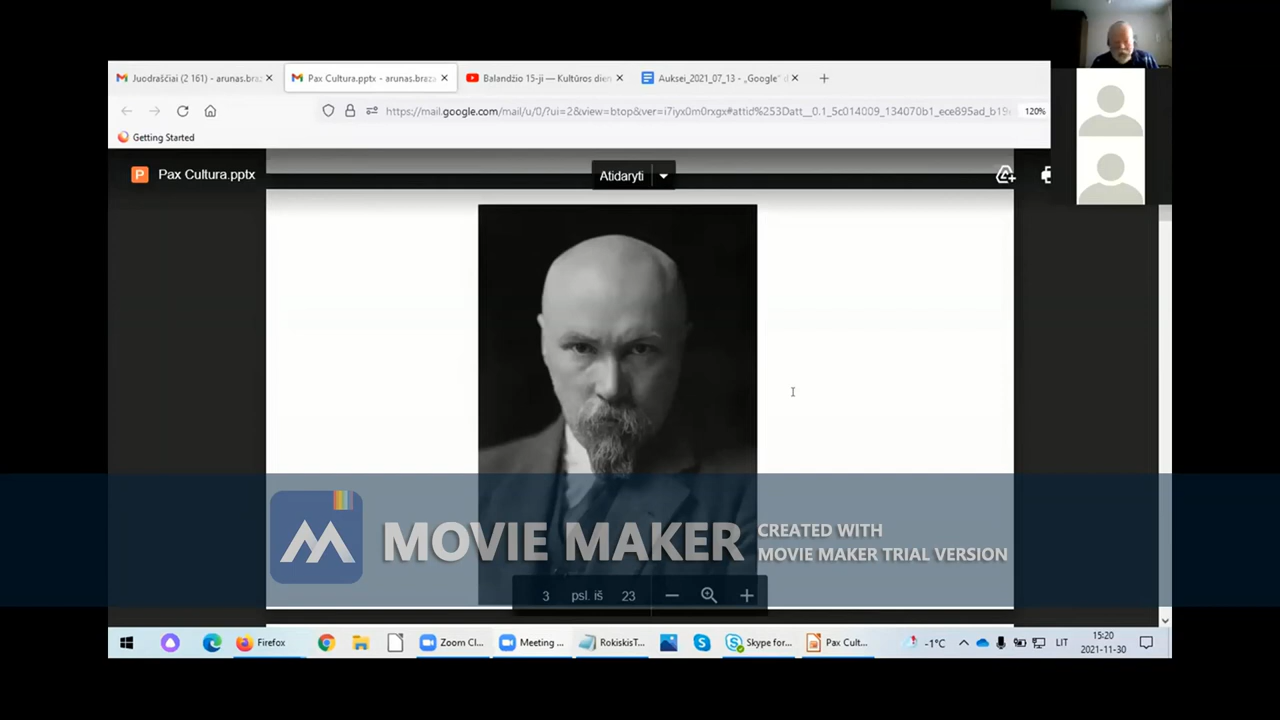 Juodraščiai (2 161) - arunas.braz
Pax Cultura.pptx - arunas.braza
Balandžio 15-ji — Kultūros dien
Auksei_2021_07_13 - „Google“ d
https://mail.google.com/mail/u/0/?ui=2&view=btop&ver=i7iyx0m0rxgx#attid%253Datt__0.1_5c014009_134070b1_ece895ad_b19
120%
Getting Started
P
Pax Cultura.pptx
Atidaryti
MOVIE MAKER
CREATED WITH
MOVIE MAKER TRIAL VERSION
3 psl. iš 23
Firefox
Zoom Cl...
Meeting ...
RokiskisT...
Skype for...
Pax Cult...
-1°C
LIT
15:20
2021-11-30